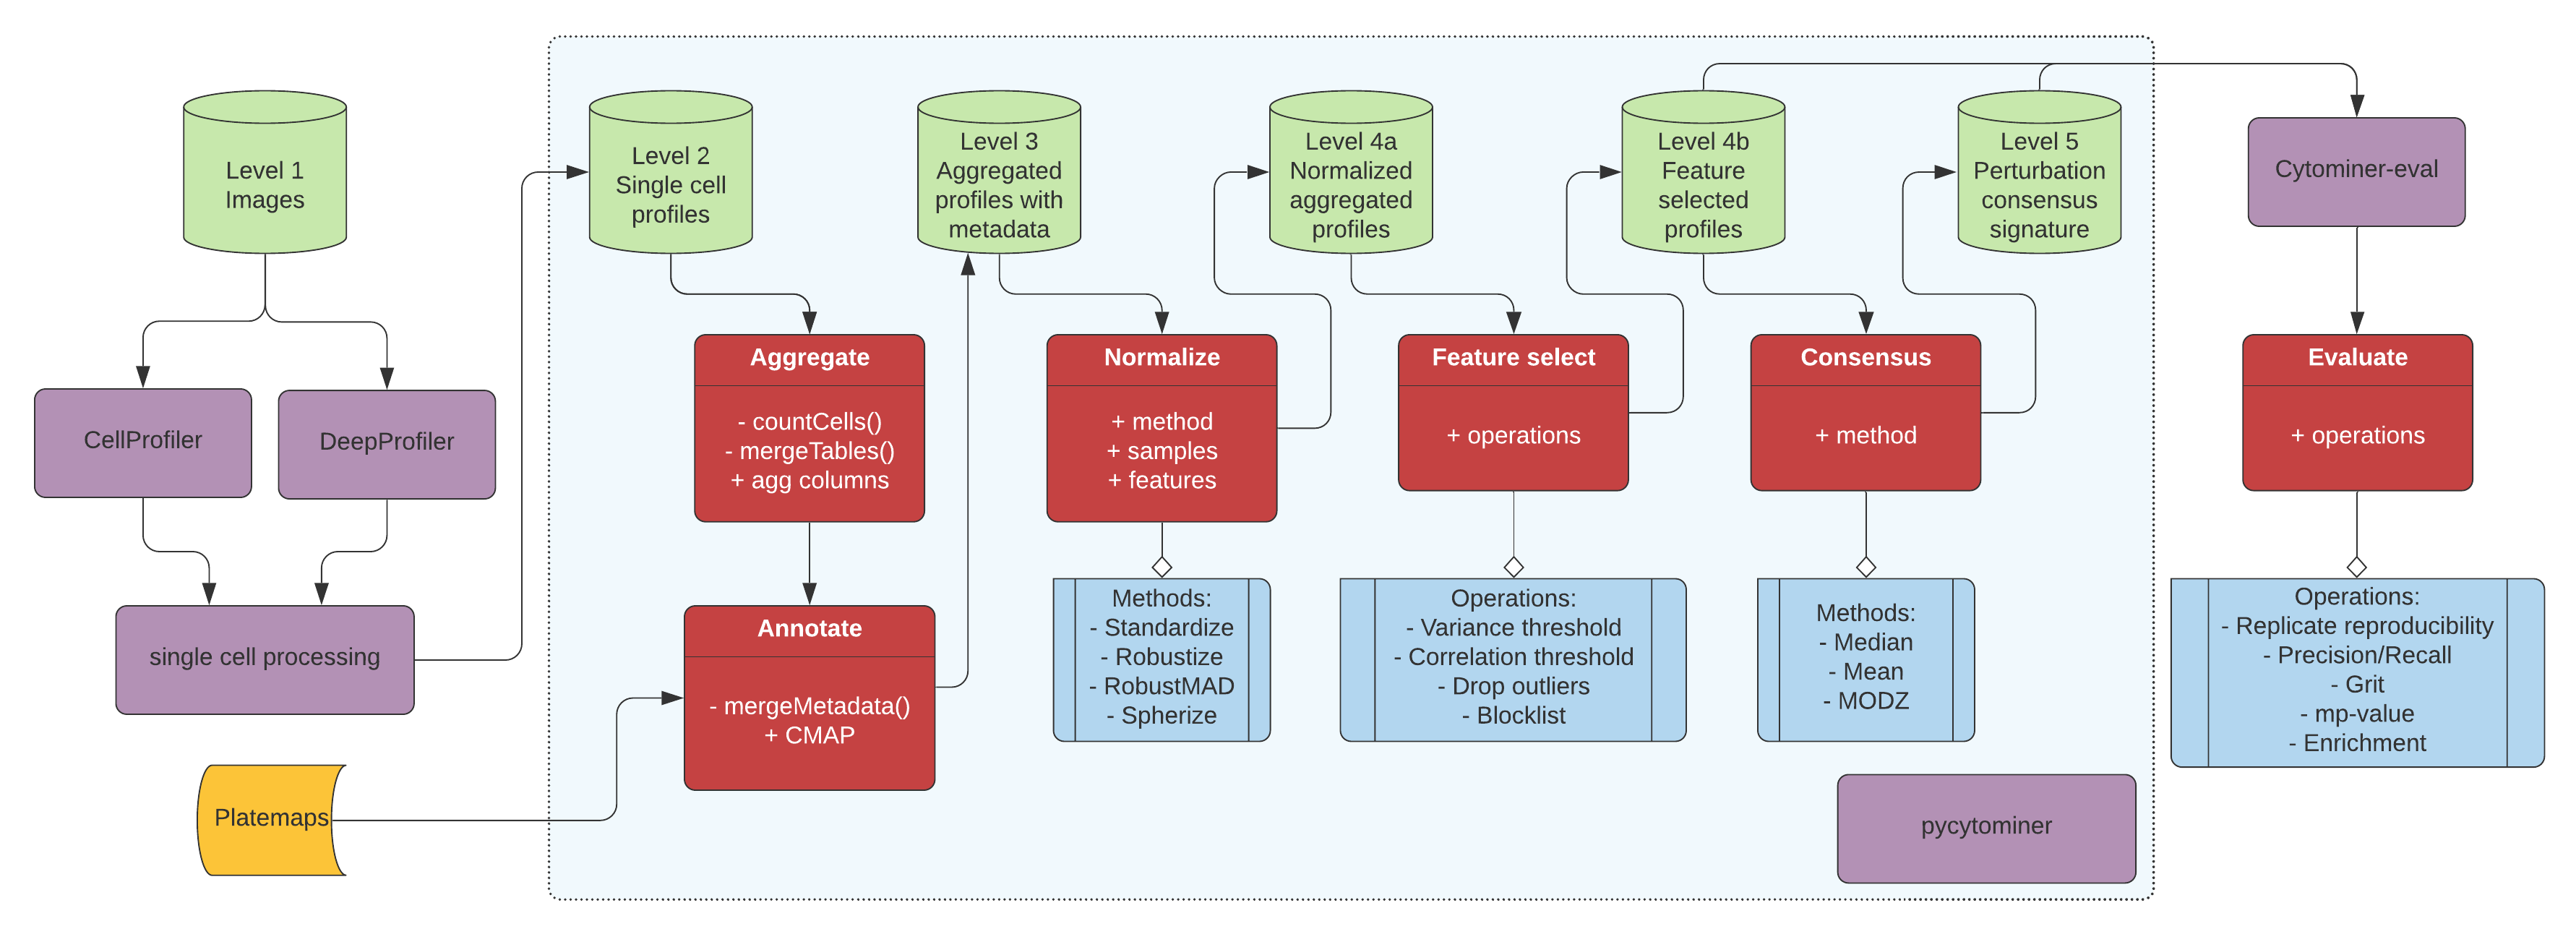 Level 1
Images
Level 2
Single cell
profiles
Level 3
Aggregated
profiles with
metadata
Level 4a
Normalized
aggregated
profiles
Level 4b
Feature
selected
profiles
Level 5
Perturbation
consensus
signature
Cytominer-eval
CellProfiler
DeepProfiler
single cell processing
Platemaps
Aggregate
- countCells()
- mergeTables()
+ agg columns
Annotate
- mergeMetadata()
+ CMAP
Normalize
+ method
+ samples
+ features
Methods:
- Standardize
- Robustize
- RobustMAD
- Spherize
Feature select
+ operations
Operations:
- Variance threshold
- Correlation threshold
- Drop outliers
- Blocklist
Consensus
+ method
Methods:
- Median
- Mean
- MODZ
Evaluate
+ operations
Operations:
- Replicate reproducibility
- Precision/Recall
- Grit
- mp-value
- Enrichment
pycytominer